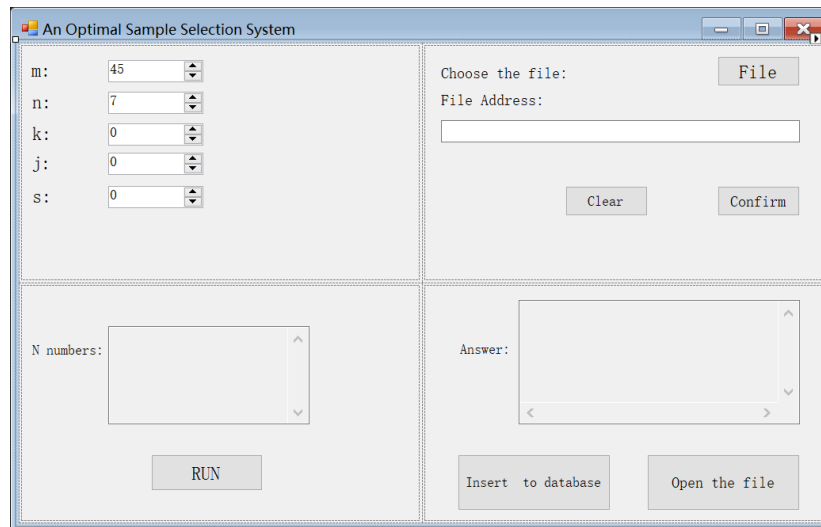 An Optimal Sample Selection System
m: 45
n: 7
k: 0
j: 0
s: 0
Choose the file: File
File Address:
Clear Confirm
N numbers:
RUN
Answer:
Insert to database Open the file